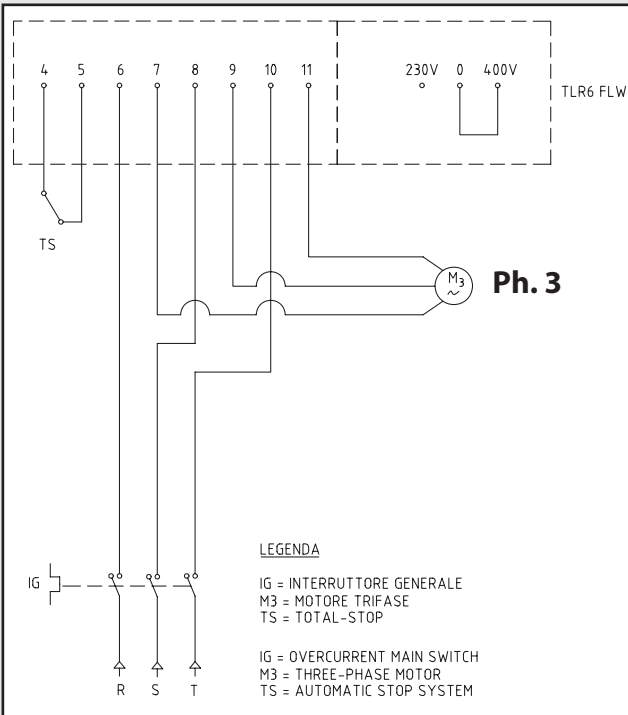 4 5 6 7 8 9 10 11 230V 0 400V
TLR6 FLW
TS
M3
~
Ph. 3
IG
R S T
LEGENDA
IG = INTERRUTTORE GENERALE
M3 = MOTORE TRIFASE
TS = TOTAL-STOP
IG = OVERCURRENT MAIN SWITCH
M3 = THREE-PHASE MOTOR
TS = AUTOMATIC STOP SYSTEM